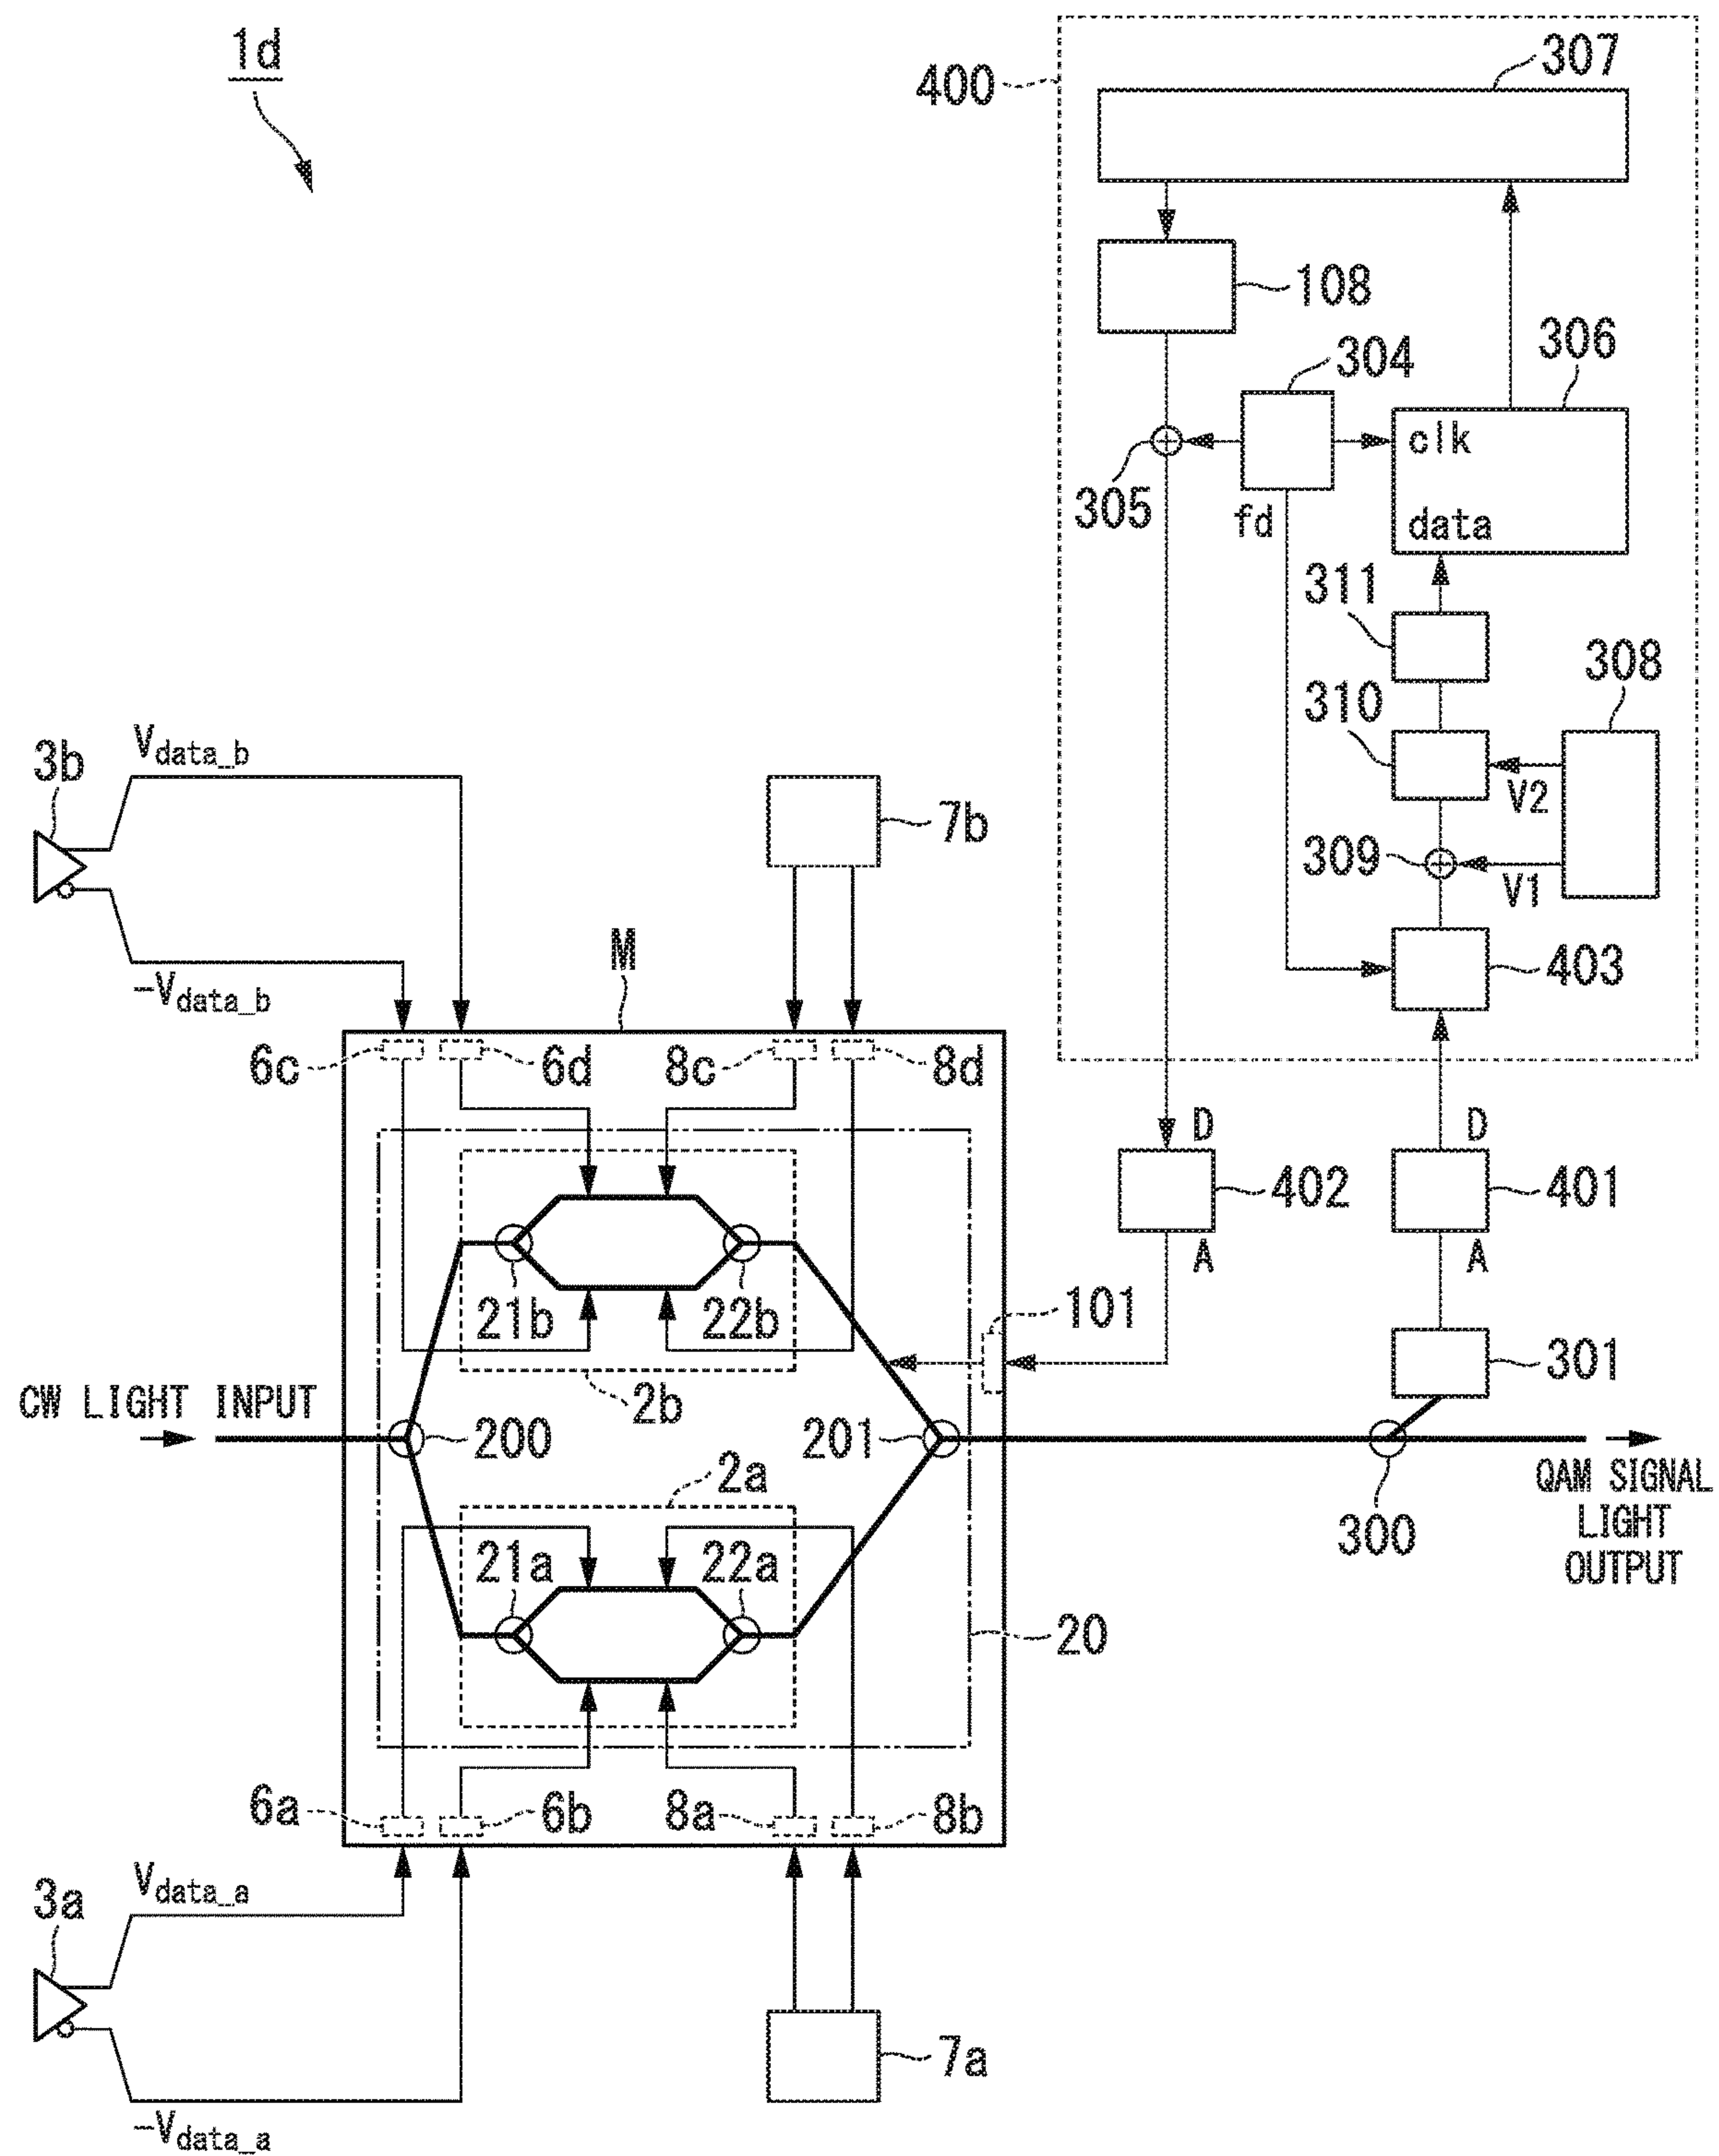 1d
307
400
108
304
306
clk
305
fd
data
311
308
310
V2
309
V1
403
3b
Vdata_b
7b
-Vdata_b
M
6c
6d
8c
8d
D
D
402
401
A
A
21b
22b
101
301
2b
CW LIGHT INPUT
200
201
2a
QAM SIGNAL
LIGHT
OUTPUT
300
21a
22a
20
6a
6b
8a
8b
3a
Vdata_a
7a
-Vdata_a